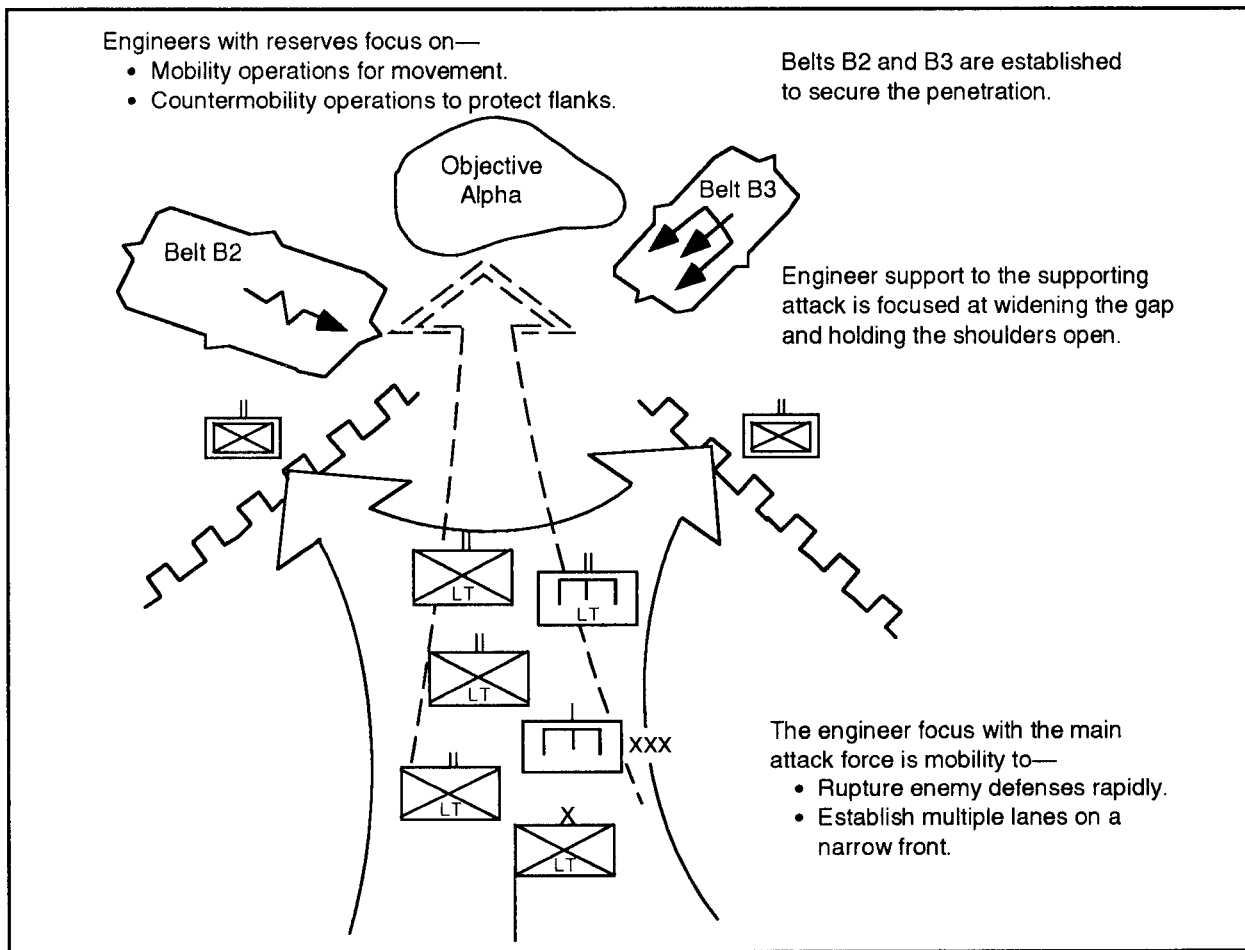 Engineers with reserves focus on—
• Mobility operations for movement.
• Countermobility operations to protect flanks.
Belts B2 and B3 are established
to secure the penetration.
Objective
Alpha
Belt B3
Belt B2
Engineer support to the supporting
attack is focused at widening the gap
and holding the shoulders open.
LT
LT
LT
XXX
LT
X
LT
The engineer focus with the main
attack force is mobility to—
• Rupture enemy defenses rapidly.
• Establish multiple lanes on a
narrow front.